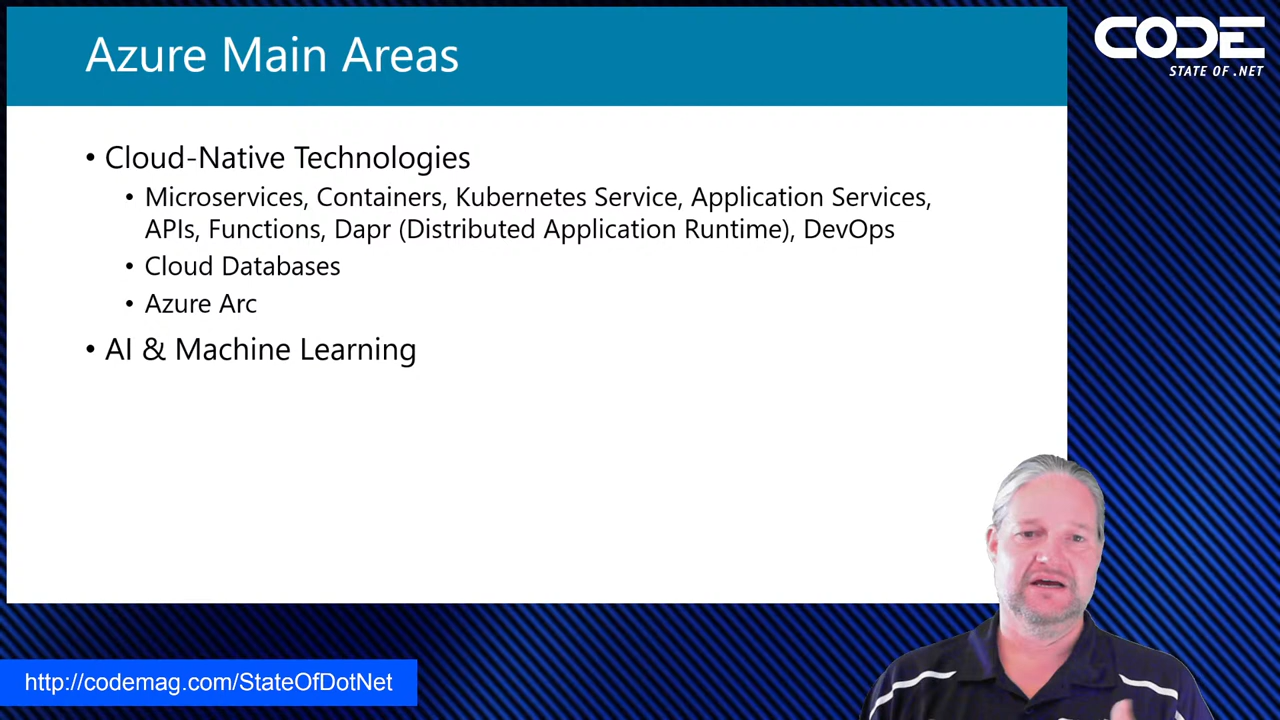 Azure Main Areas
CODE
STATE OF .NET
• Cloud-Native Technologies
• Microservices, Containers, Kubernetes Service, Application Services,
APIs, Functions, Dapr (Distributed Application Runtime), DevOps
• Cloud Databases
• Azure Arc
• AI & Machine Learning
http://codemag.com/StateOfDotNet